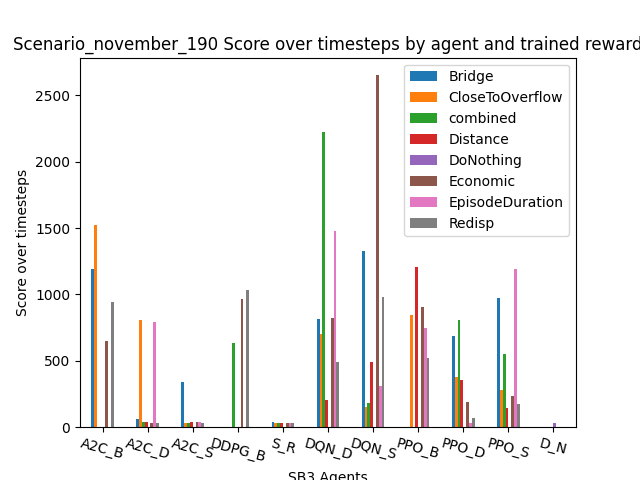 Scenario_november_190 Score over timesteps by agent and trained reward
Score over timesteps
2500
2000
1500
1000
500
0
Bridge
CloseToOverflow
combined
Distance
DoNothing
Economic
EpisodeDuration
Redisp
A2C_B
A2C_D
A2C_S
DDPG_B
S_R
DQN_D
DQN_S
PPO_B
PPO_D
PPO_S
D_N
SB3 Agents